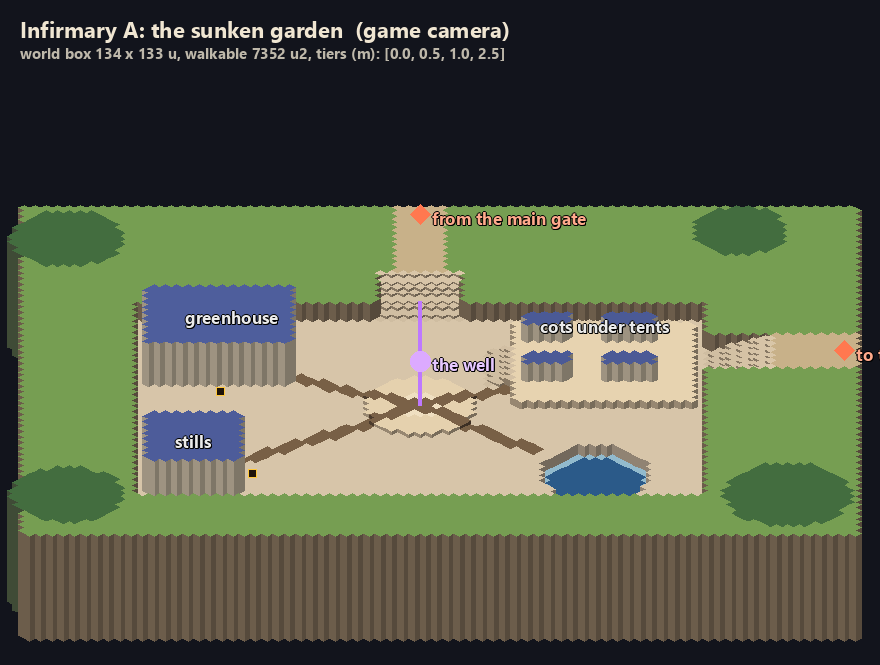 Infirmary A: the sunken garden (game camera)
world box 134 x 133 u, walkable 7352 u2, tiers (m): [0.0, 0.5, 1.0, 2.5]
from the main gate
greenhouse
cots under tents
to
the well
stills